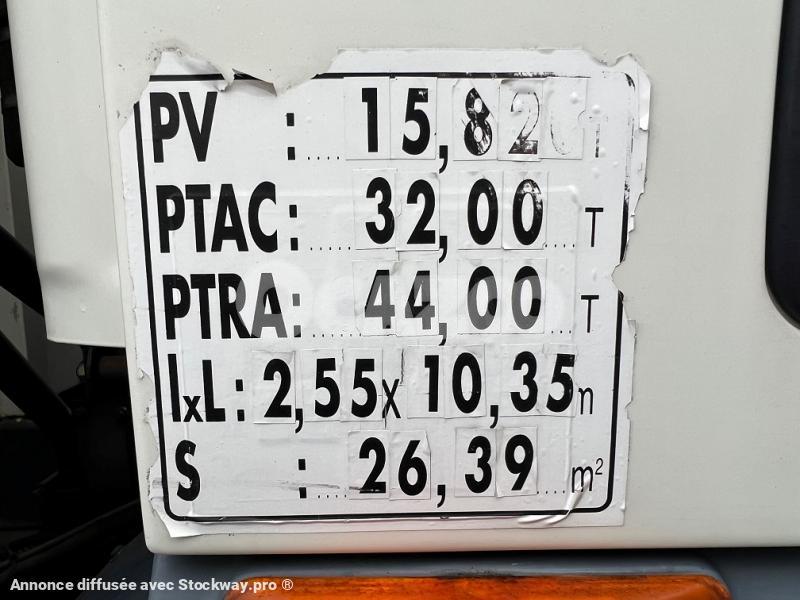 PV : ..... 15,820 T
PTAC : ..... 32,00 .... T
PTRA : ..... 44,00 .... T
lxL : 2,55x 10,35m
S : .... 26,39 .... m²
Annonce diffusée avec Stockway.pro ®